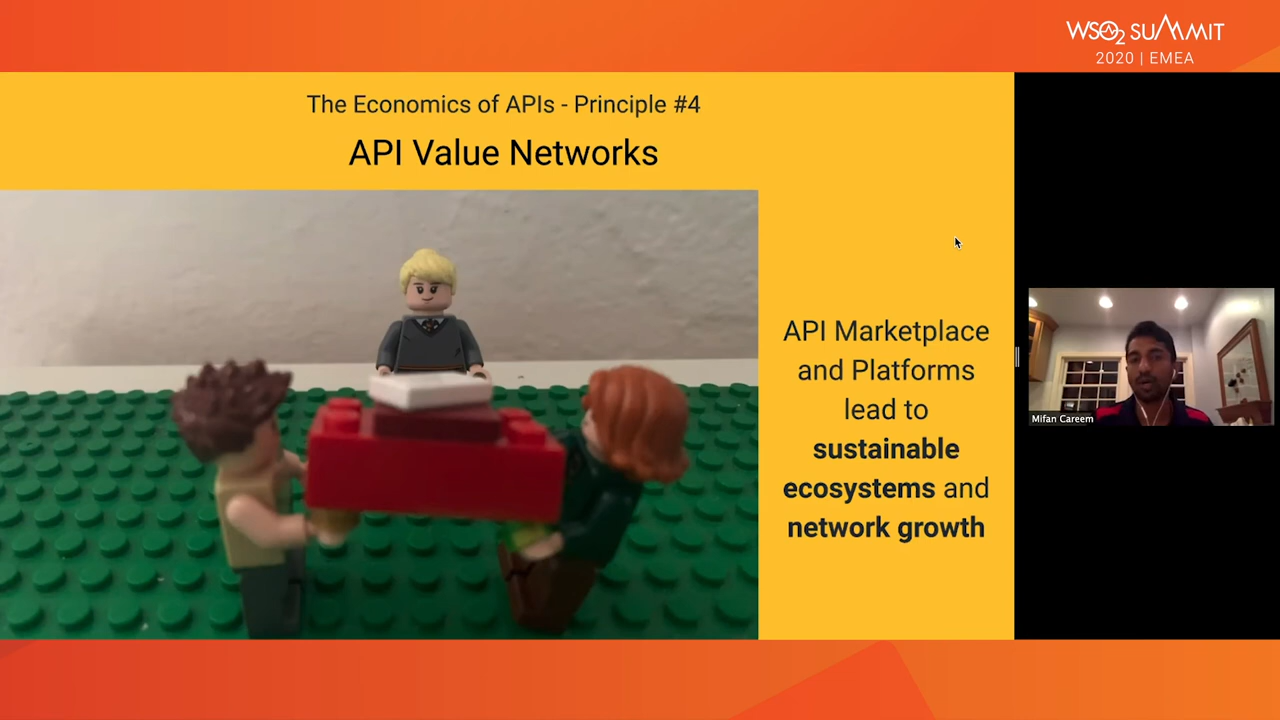 WSO2 SUMMIT
2020 | EMEA
The Economics of APIs - Principle #4
API Value Networks
API Marketplace
and Platforms
lead to
sustainable
ecosystems and
network growth
Mifan Careem